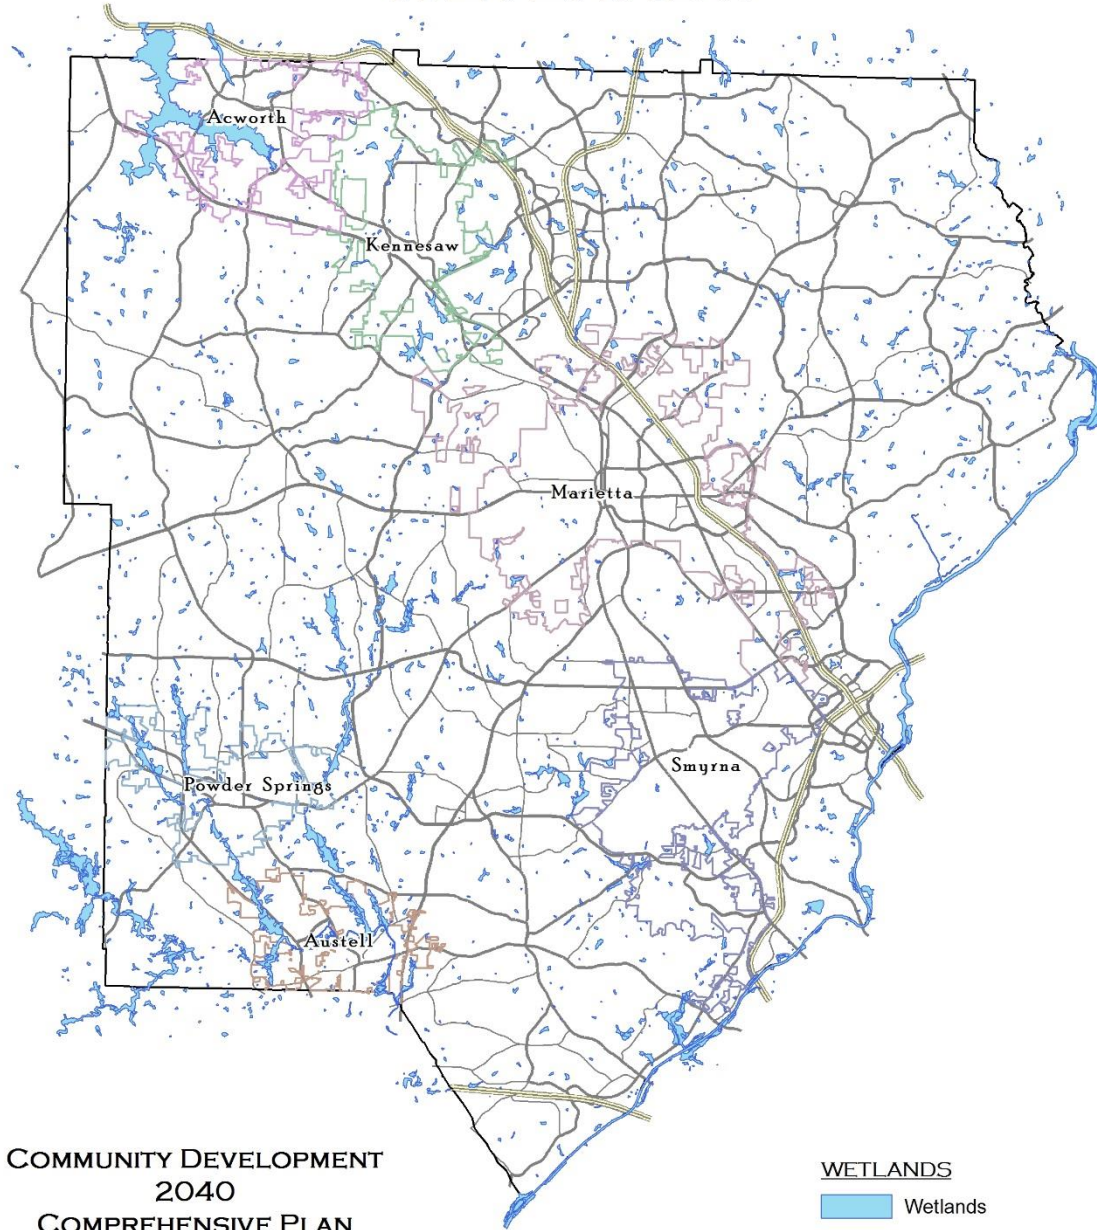 Acworth
Kennesaw
Marietta
Smyrna
Powder Springs
Austell
COMMUNITY DEVELOPMENT
2040
COMPREHENSIVE PLAN
WETLANDS
Wetlands